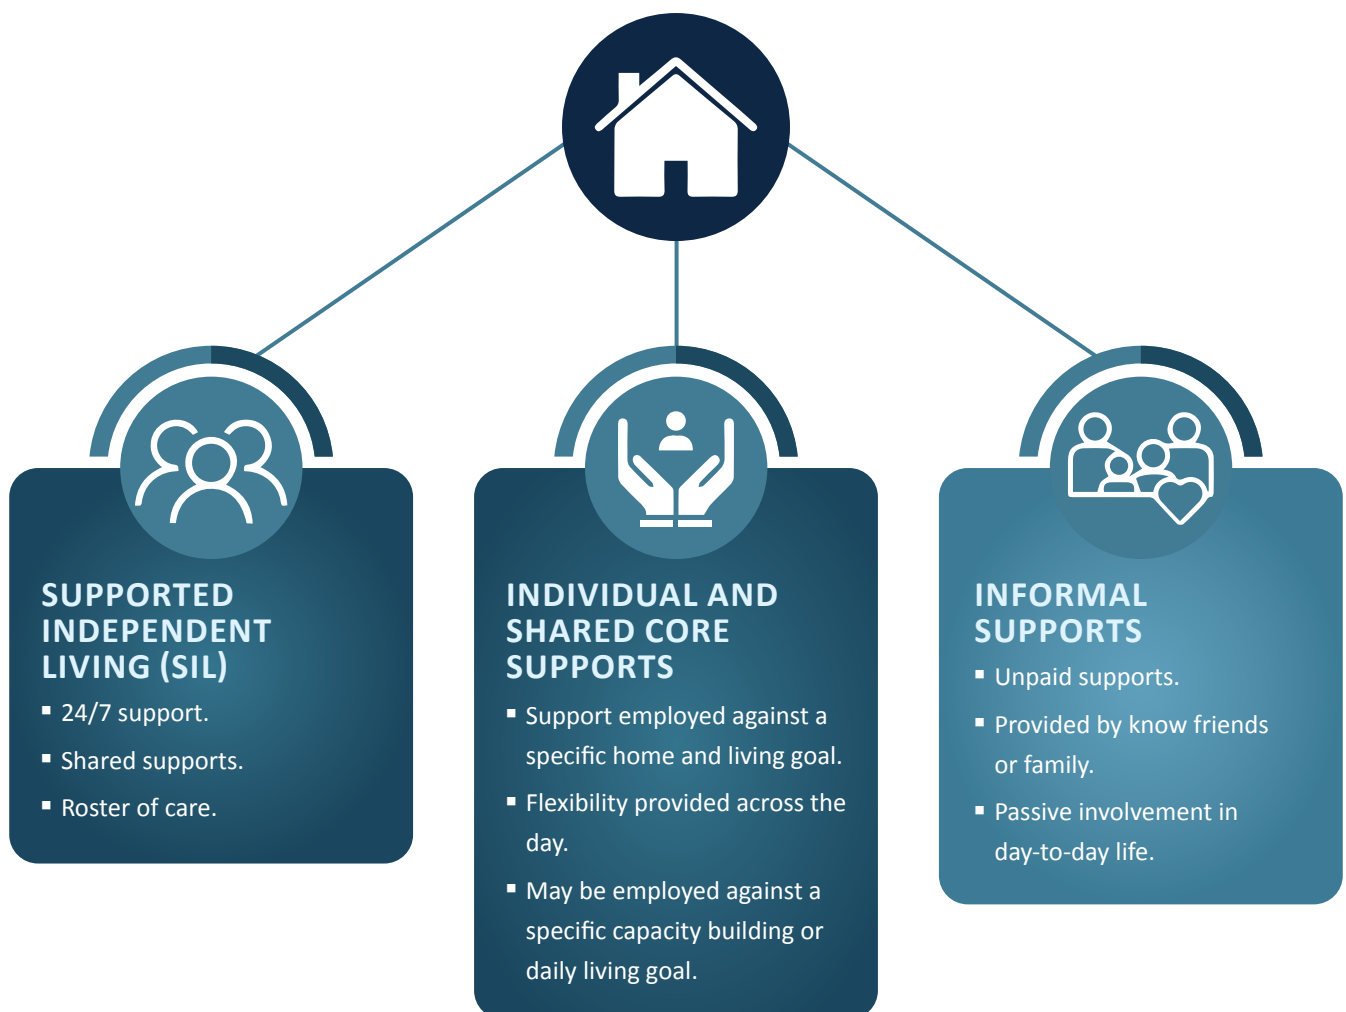 SUPPORTED
INDEPENDENT
LIVING (SIL)
▪ 24/7 support.
▪ Shared supports.
▪ Roster of care.
INDIVIDUAL AND
SHARED CORE
SUPPORTS
▪ Support employed against a
specific home and living goal.
▪ Flexibility provided across the
day.
▪ May be employed against a
specific capacity building or
daily living goal.
INFORMAL
SUPPORTS
▪ Unpaid supports.
▪ Provided by know friends
or family.
▪ Passive involvement in
day-to-day life.